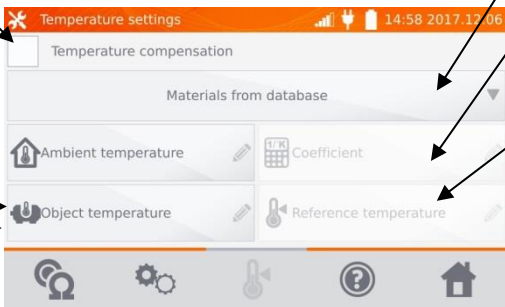 Temperature settings 14:58 2017.12.06
Temperature compensation
Materials from database
Ambient temperature 1/°K Coefficient
Object temperature Reference temperature
Ω
?